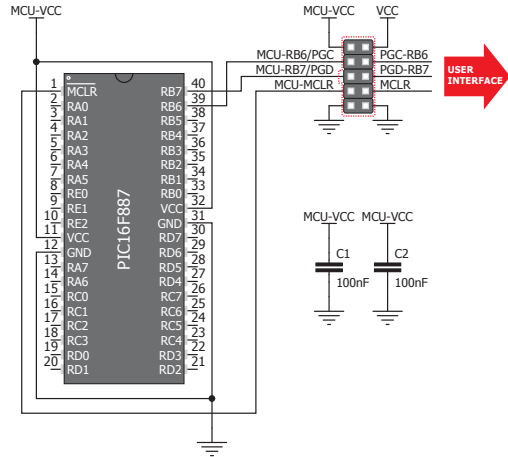 MCU-VCC
MCU-VCC VCC
MCU-RB6/PGC PGC-RB6
MCU-RB7/PGD PGD-RB7
MCU-MCLR MCLR
USER
INTERFACE
1 MCLR RB7 40
2 RA0 RB6 39
3 RA1 RB5 38
4 RA2 RB4 37
5 RA3 RB3 36
6 RA4 RB2 35
7 RA5 RB1 34
8 RE0 RB0 33
9 RE1 VCC 32
10 RE2 GND 31
11 VCC RD7 30
12 GND RD6 29
13 RA7 RD5 28
14 RA6 RD4 27
15 RC0 RC7 26
16 RC1 RC6 25
17 RC2 RC5 24
18 RC3 RC4 23
19 RD0 RD3 22
20 RD1 RD2 21
PIC16F887
MCU-VCC MCU-VCC
C1 C2
100nF 100nF